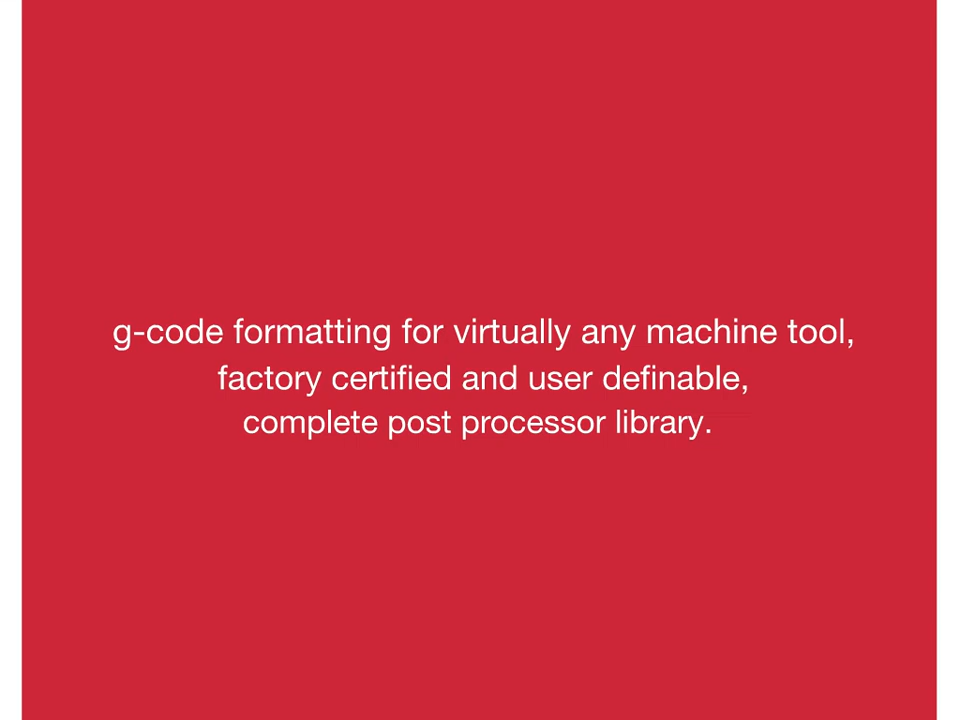 g-code formatting for virtually any machine tool,
factory certified and user definable,
complete post processor library.